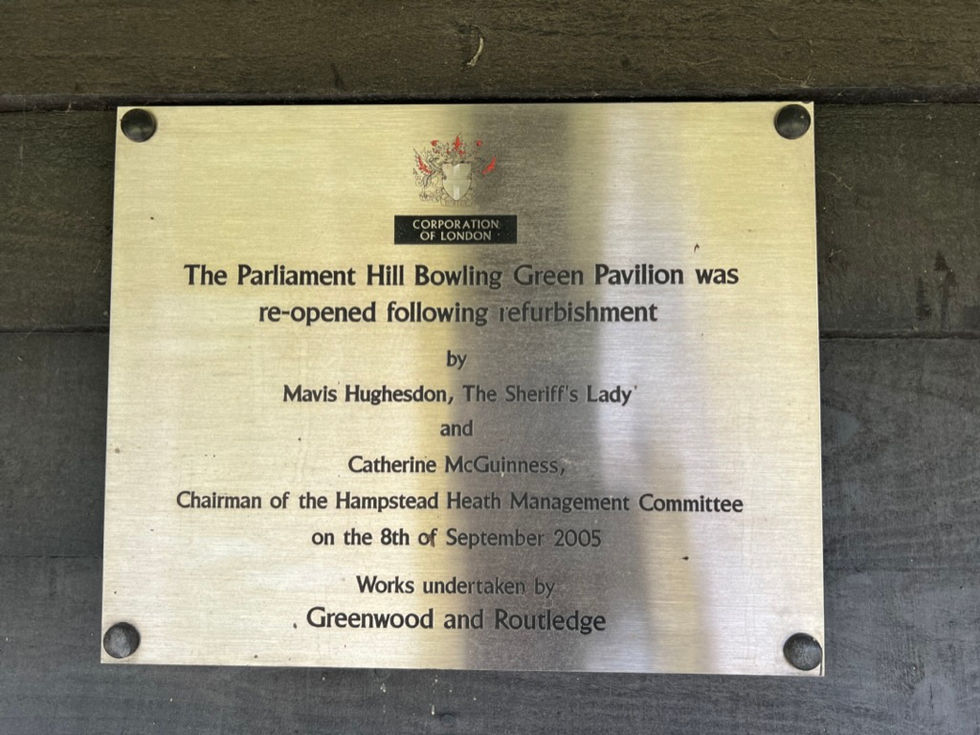 CORPORATION
OF LONDON
The Parliament Hill Bowling Green Pavilion was
re-opened following refurbishment
by
Mavis Hughesdon, The Sheriff's Lady
and
Catherine McGuinness,
Chairman of the Hampstead Heath Management Committee
on the 8th of September 2005
Works undertaken by
Greenwood and Routledge